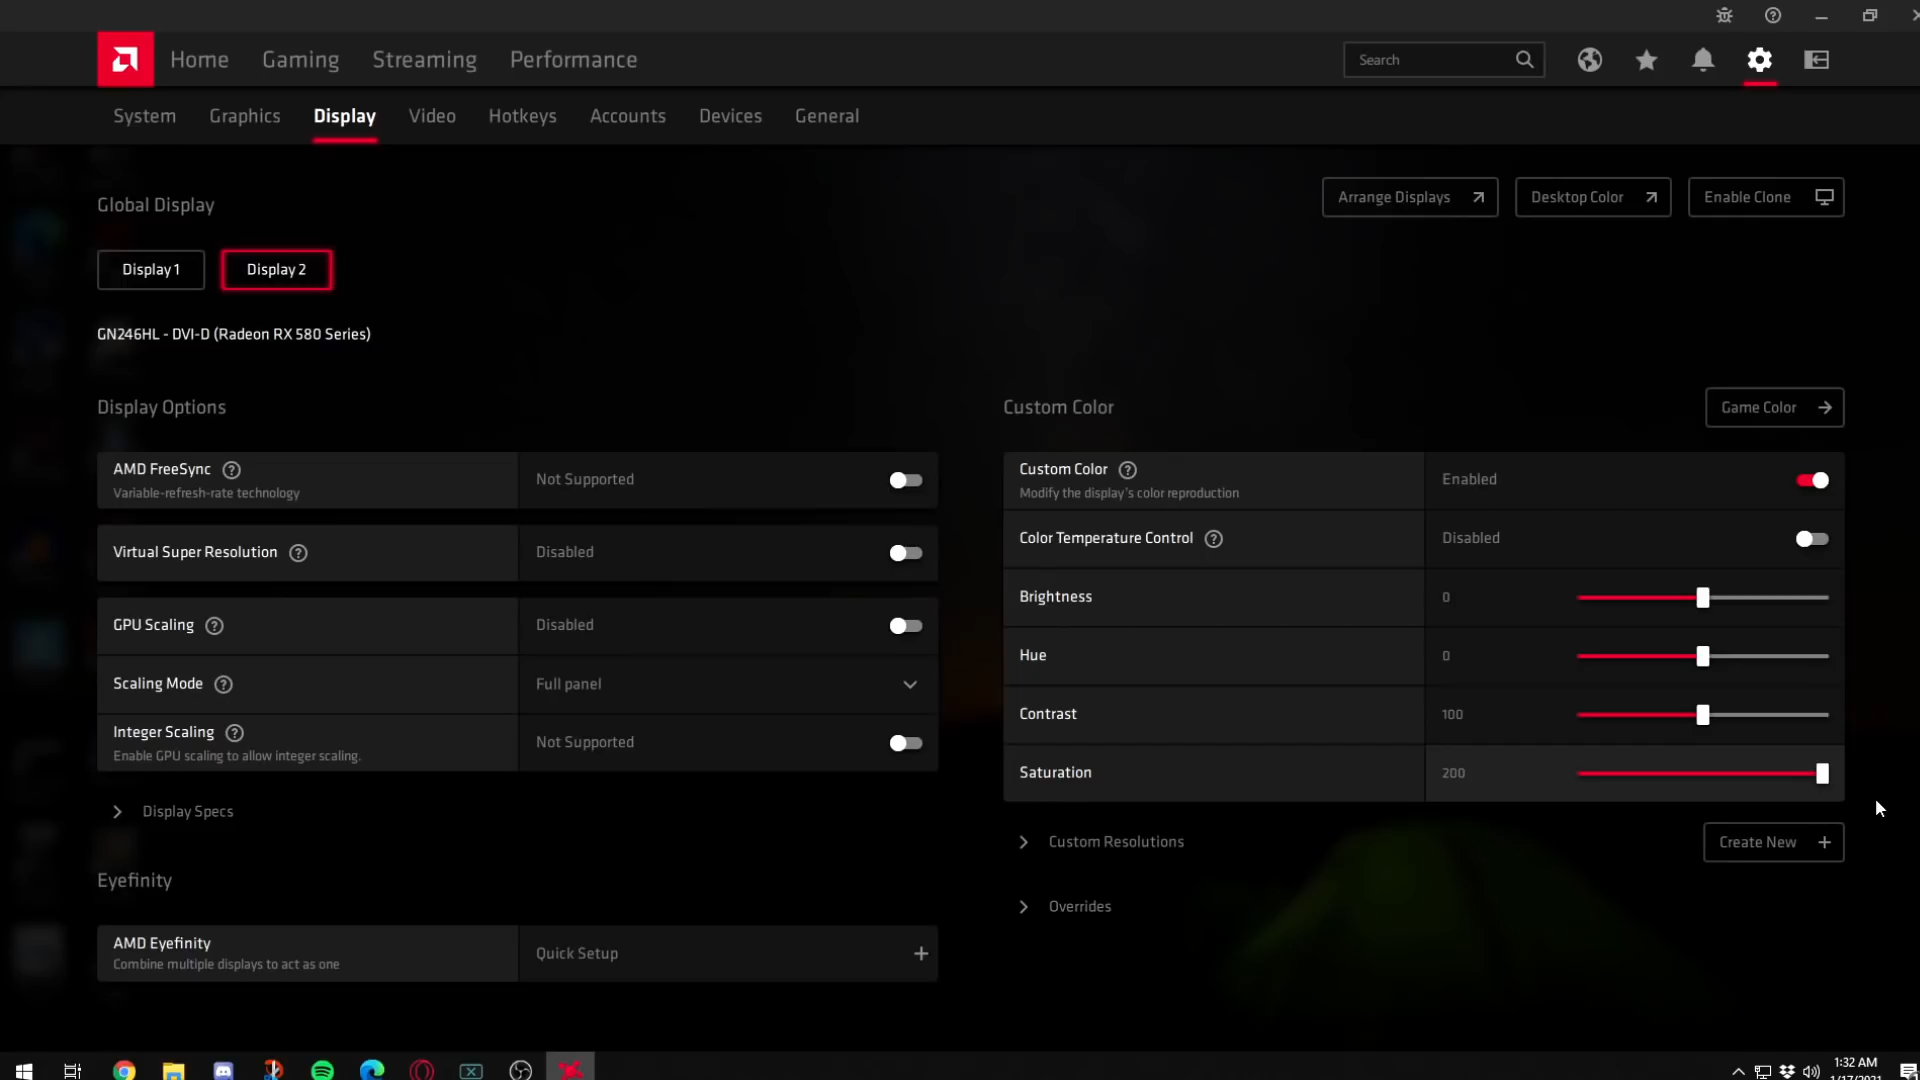 Home
Gaming
Streaming
Performance
Search
System
Graphics
Display
Video
Hotkeys
Accounts
Devices
General
Global Display
Arrange Displays
Desktop Color
Enable Clone
Display 1
Display 2
GN246HL - DVI-D (Radeon RX 580 Series)
Display Options
AMD FreeSync
Variable-refresh-rate technology
Not Supported
Virtual Super Resolution
Disabled
GPU Scaling
Disabled
Scaling Mode
Full panel
Integer Scaling
Enable GPU scaling to allow integer scaling.
Not Supported
Display Specs
Eyefinity
AMD Eyefinity
Combine multiple displays to act as one
Quick Setup
Custom Color
Game Color
Custom Color
Modify the display's color reproduction
Enabled
Color Temperature Control
Disabled
Brightness
0
Hue
0
Contrast
100
Saturation
200
Custom Resolutions
Create New
Overrides
1:32 AM
1/17/2021